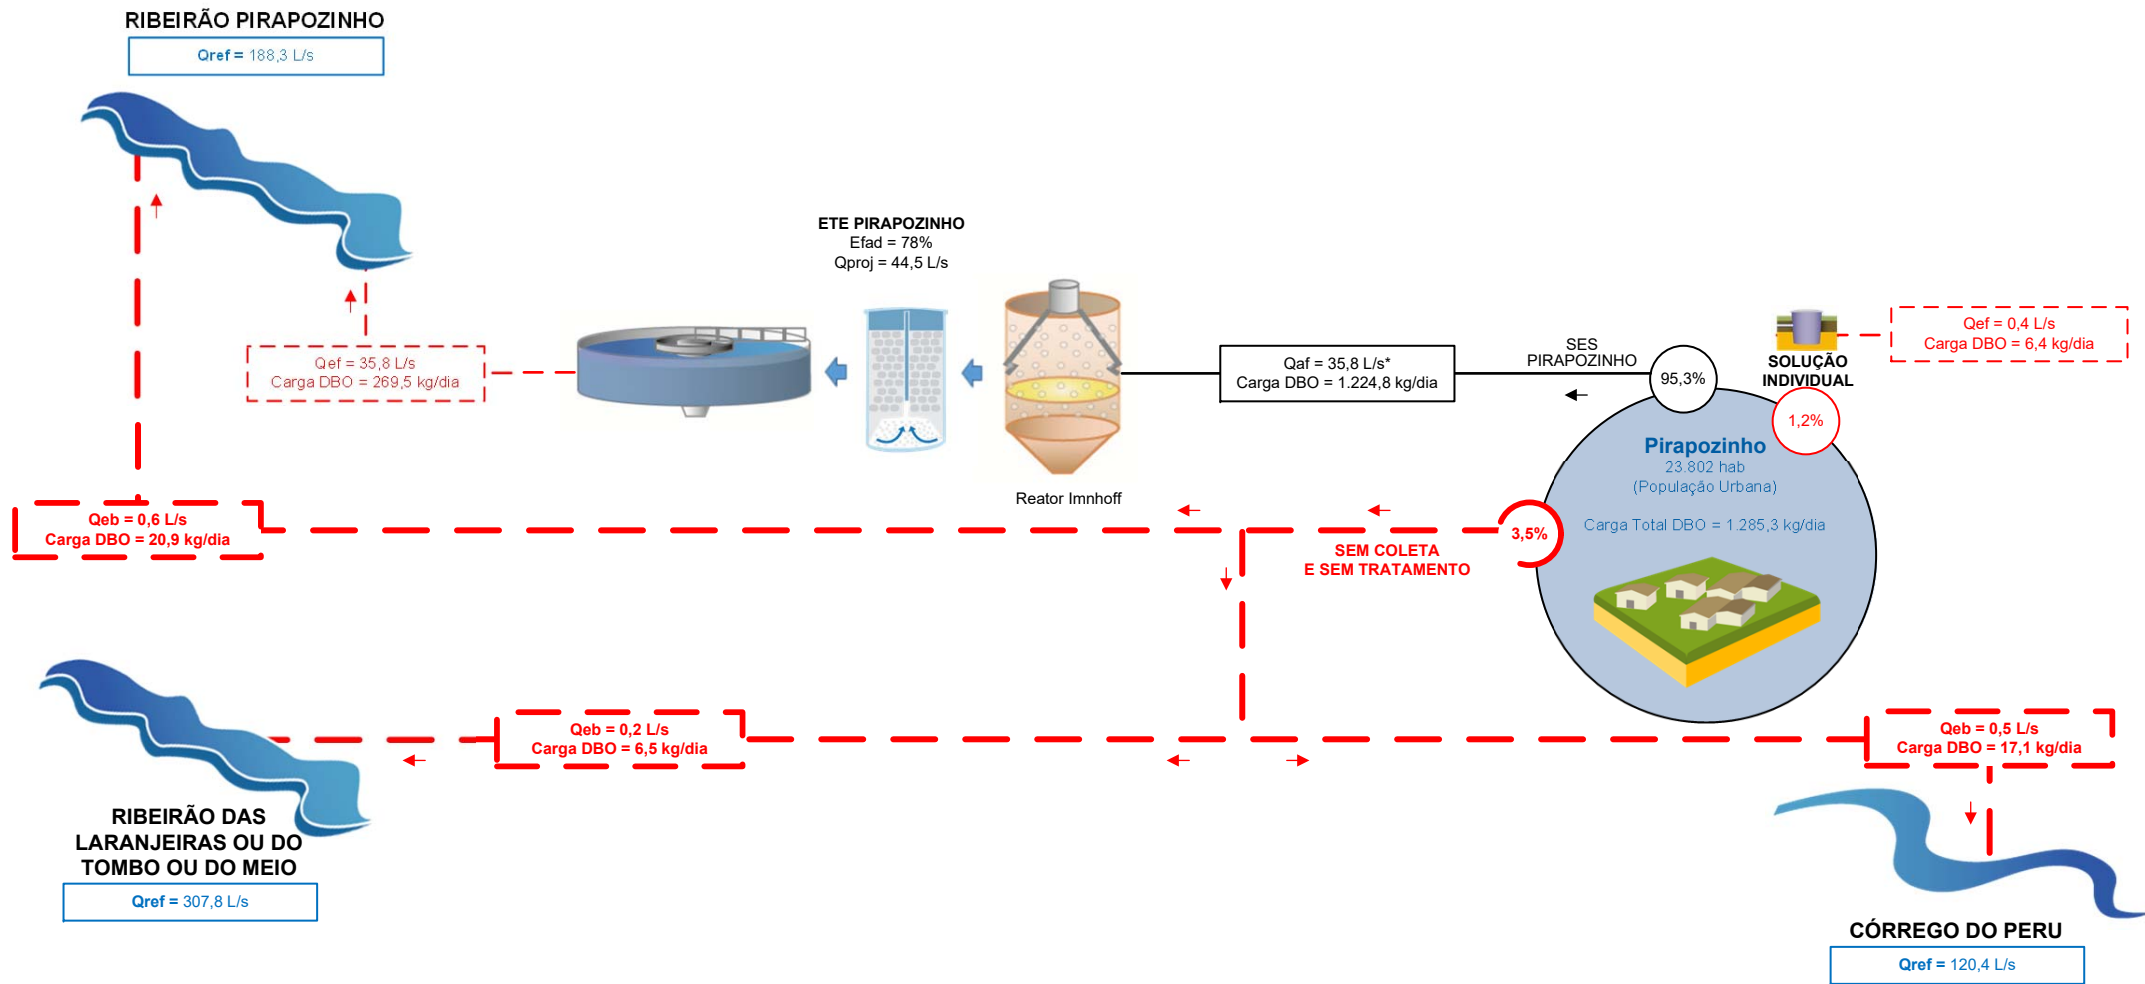 RIBEIRÃO PIRAPOZINHO
Qref = 188,3 L/s
ETE PIRAPOZINHO
Efad = 78%
Qproj = 44,5 L/s
Qef = 35,8 L/s
Carga DBO = 269,5 kg/dia
Reator Imnhoff
Qaf = 35,8 L/s*
Carga DBO = 1.224,8 kg/dia
SES
PIRAPOZINHO
95,3%
SOLUÇÃO
INDIVIDUAL
Qef = 0,4 L/s
Carga DBO = 6,4 kg/dia
1,2%
Pirapozinho
23.802 hab
(População Urbana)
Carga Total DBO = 1.285,3 kg/dia
3,5%
SEM COLETA
E SEM TRATAMENTO
Qeb = 0,6 L/s
Carga DBO = 20,9 kg/dia
Qeb = 0,2 L/s
Carga DBO = 6,5 kg/dia
Qeb = 0,5 L/s
Carga DBO = 17,1 kg/dia
RIBEIRÃO DAS
LARANJEIRAS OU DO
TOMBO OU DO MEIO
Qref = 307,8 L/s
CÓRREGO DO PERU
Qref = 120,4 L/s